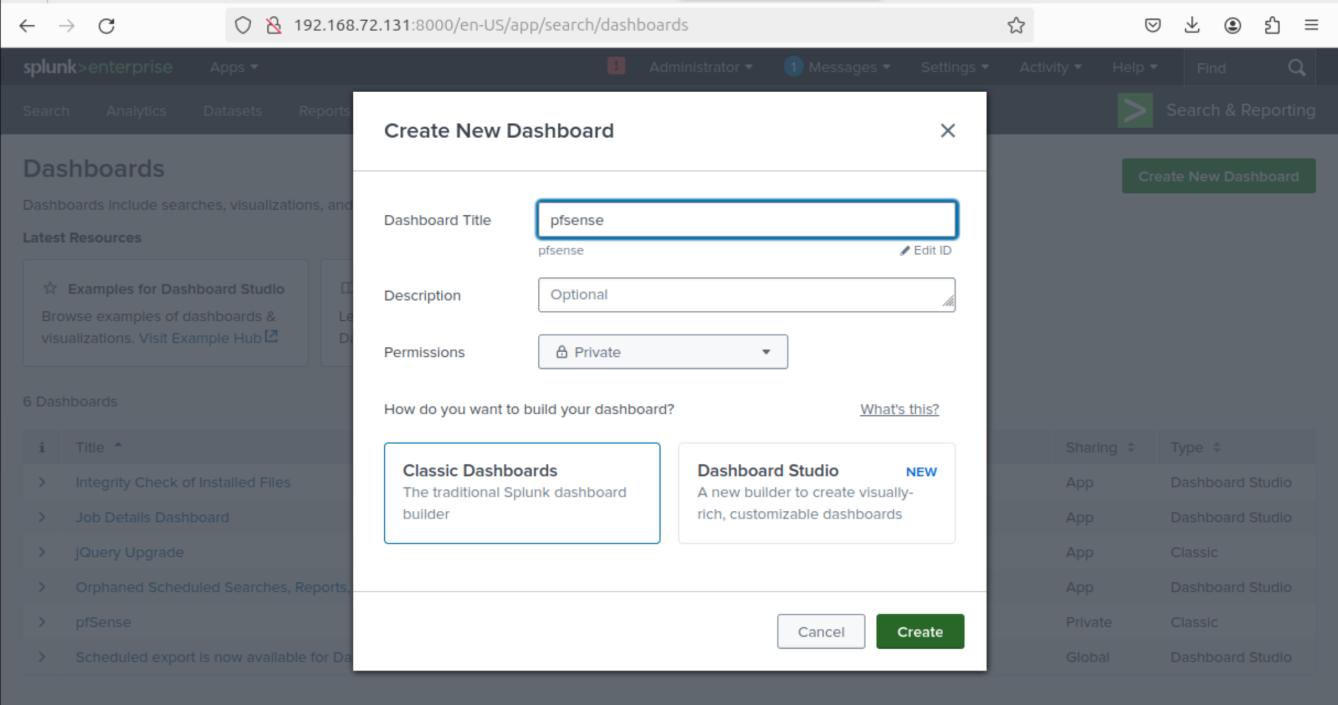 192.168.72.131:8000/en-US/app/search/dashboards
splunk>enterprise Apps Administrator 1 Messages Settings Activity Help Find
Search Analytics Datasets Reports Search & Reporting
Create New Dashboard
Dashboards
Create New Dashboard
Dashboards include searches, visualizations, and
Latest Resources
Dashboard Title pfsense
pfsense Edit ID
Examples for Dashboard Studio
Browse examples of dashboards &
visualizations. Visit Example Hub
Description Optional
Permissions Private
6 Dashboards
How do you want to build your dashboard? What's this?
Classic Dashboards
The traditional Splunk dashboard
builder
Dashboard Studio NEW
A new builder to create visually-
rich, customizable dashboards
i Title Sharing Type
Integrity Check of Installed Files App Dashboard Studio
Job Details Dashboard App Dashboard Studio
jQuery Upgrade App Classic
Orphaned Scheduled Searches, Reports, App Dashboard Studio
pfSense Private Classic
Scheduled export is now available for Da Global Dashboard Studio
Cancel Create